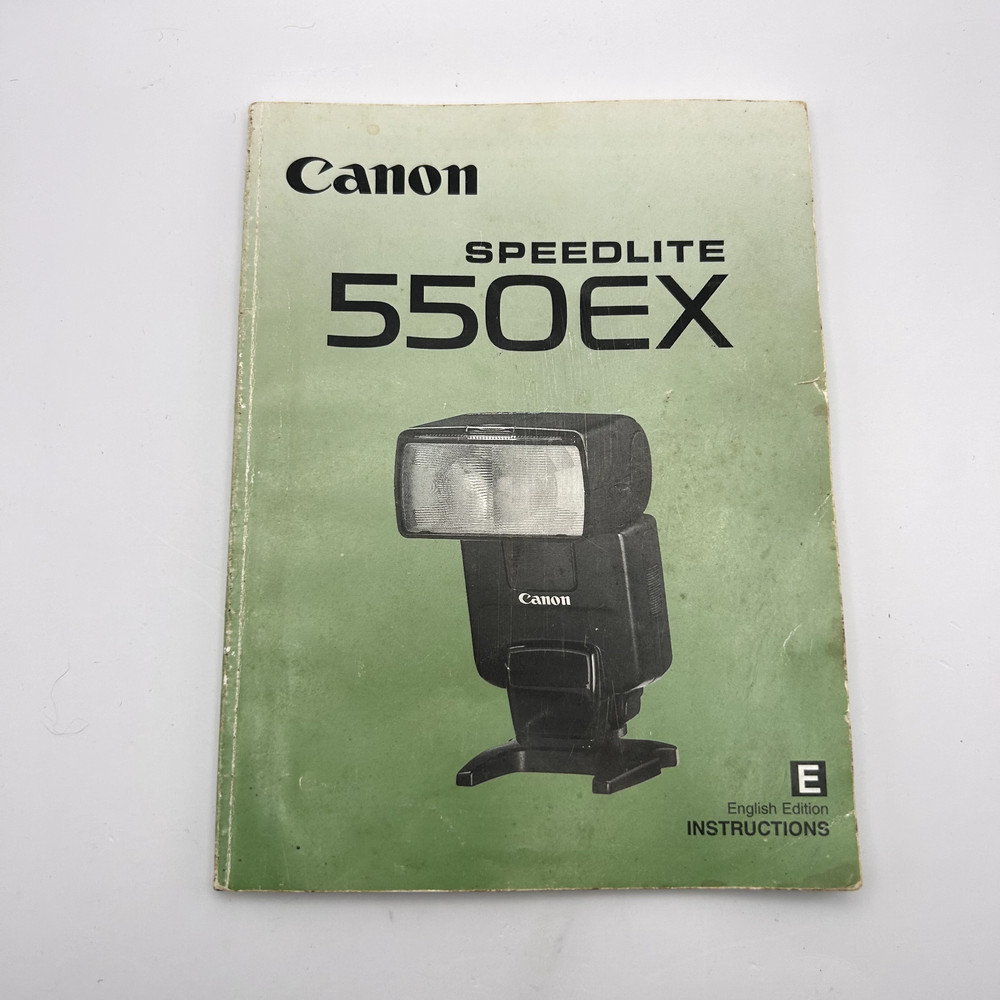 Canon
SPEEDLITE
550EX
Canon
E
English Edition
INSTRUCTIONS